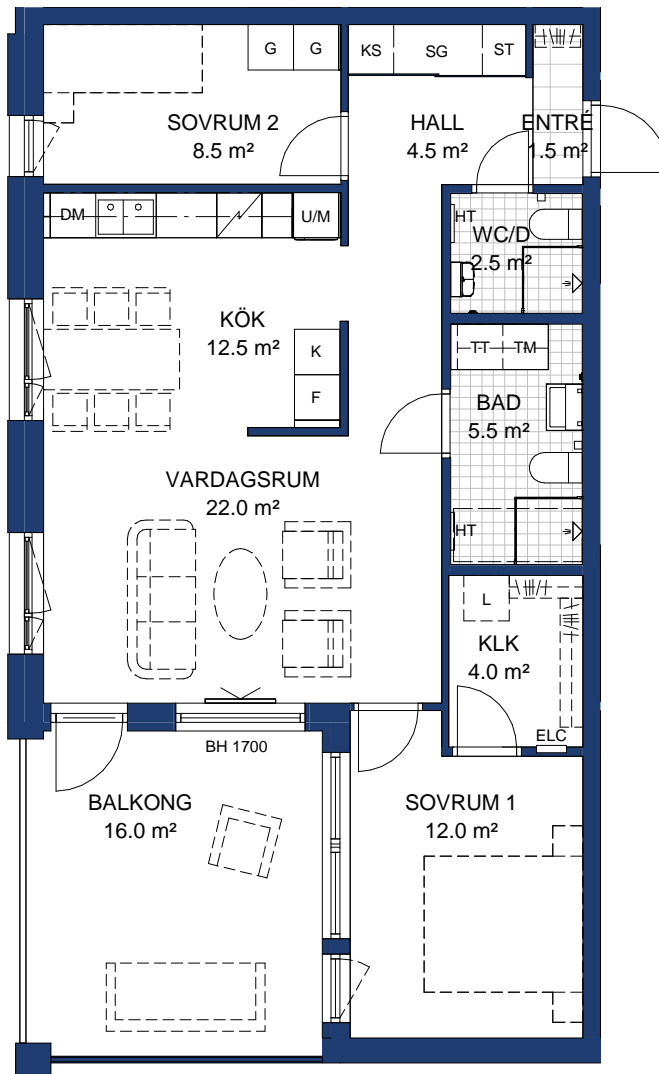 G G
KS SG ST
SOVRUM 2
8.5 m²
HALL
4.5 m²
ENTRÉ
1.5 m²
DM
U/M
HT
WC/D
2.5 m²
KÖK
12.5 m²
K
F
TT TM
BAD
5.5 m²
VARDAGSRUM
22.0 m²
HT
L
KLK
4.0 m²
ELC
BH 1700
BALKONG
16.0 m²
SOVRUM 1
12.0 m²